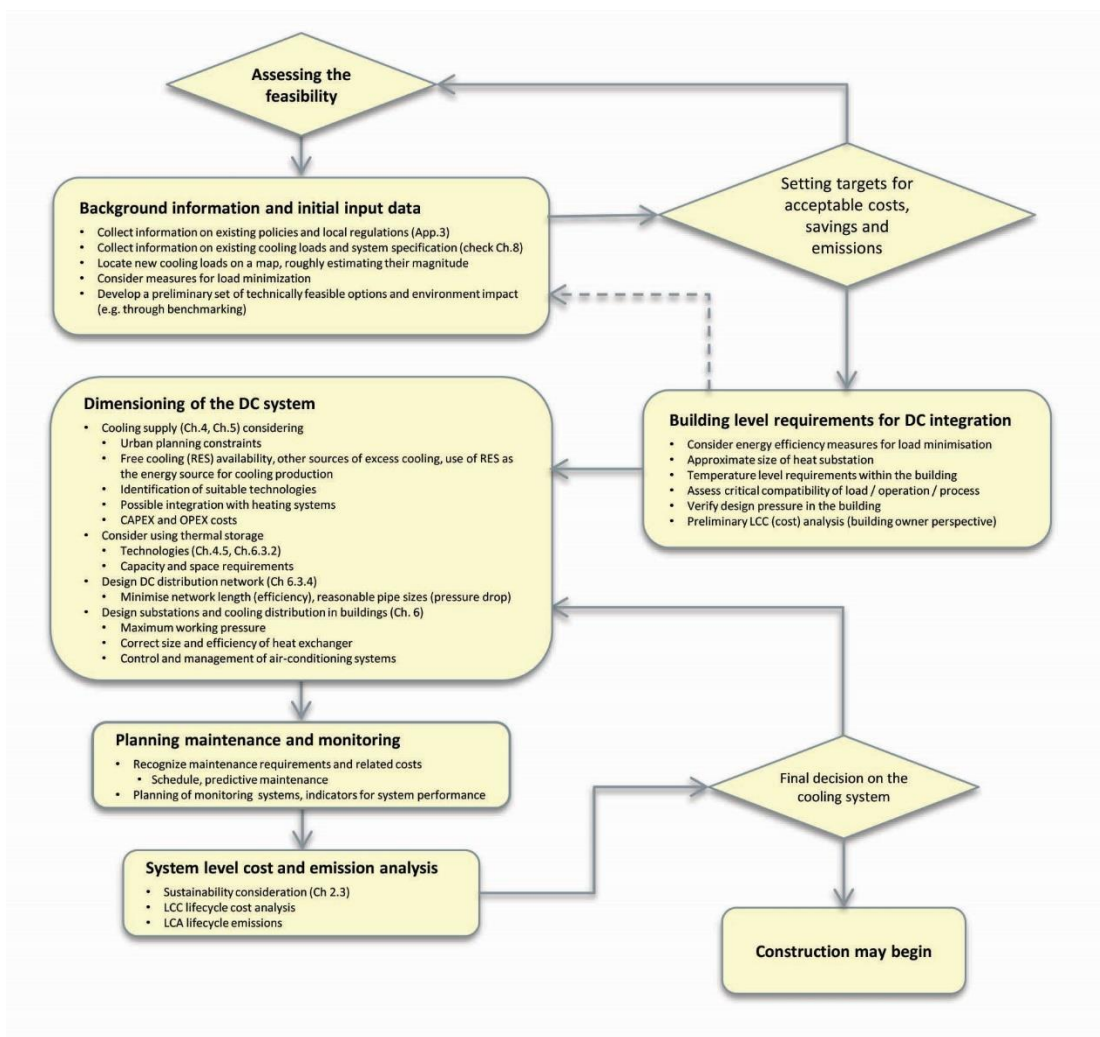 Assessing the
feasibility
Background information and initial input data
• Collect information on existing policies and local regulations (App.3)
• Collect information on existing cooling loads and system specification (check Ch.8)
• Locate new cooling loads on a map, roughly estimating their magnitude
• Consider measures for load minimization
• Develop a preliminary set of technically feasible options and environment impact
(e.g. through benchmarking)
Setting targets for
acceptable costs,
savings and
emissions
Building level requirements for DC integration
• Consider energy efficiency measures for load minimisation
• Approximate size of heat substation
• Temperature level requirements within the building
• Assess critical compatibility of load / operation / process
• Verify design pressure in the building
• Preliminary LCC (cost) analysis (building owner perspective)
Dimensioning of the DC system
• Cooling supply (Ch.4, Ch.5) considering
• Urban planning constraints
• Free cooling (RES) availability, other sources of excess cooling, use of RES as
the energy source for cooling production
• Identification of suitable technologies
• Possible integration with heating systems
• CAPEX and OPEX costs
• Consider using thermal storage
• Technologies (Ch.4.5, Ch.6.3.2)
• Capacity and space requirements
• Design DC distribution network (Ch 6.3.4)
• Minimise network length (efficiency), reasonable pipe sizes (pressure drop)
• Design substations and cooling distribution in buildings (Ch. 6)
• Maximum working pressure
• Correct size and efficiency of heat exchanger
• Control and management of air-conditioning systems
Planning maintenance and monitoring
• Recognize maintenance requirements and related costs
• Schedule, predictive maintenance
• Planning of monitoring systems, indicators for system performance
System level cost and emission analysis
• Sustainability consideration (Ch 2.3)
• LCC lifecycle cost analysis
• LCA lifecycle emissions
Final decision on the
cooling system
Construction may begin